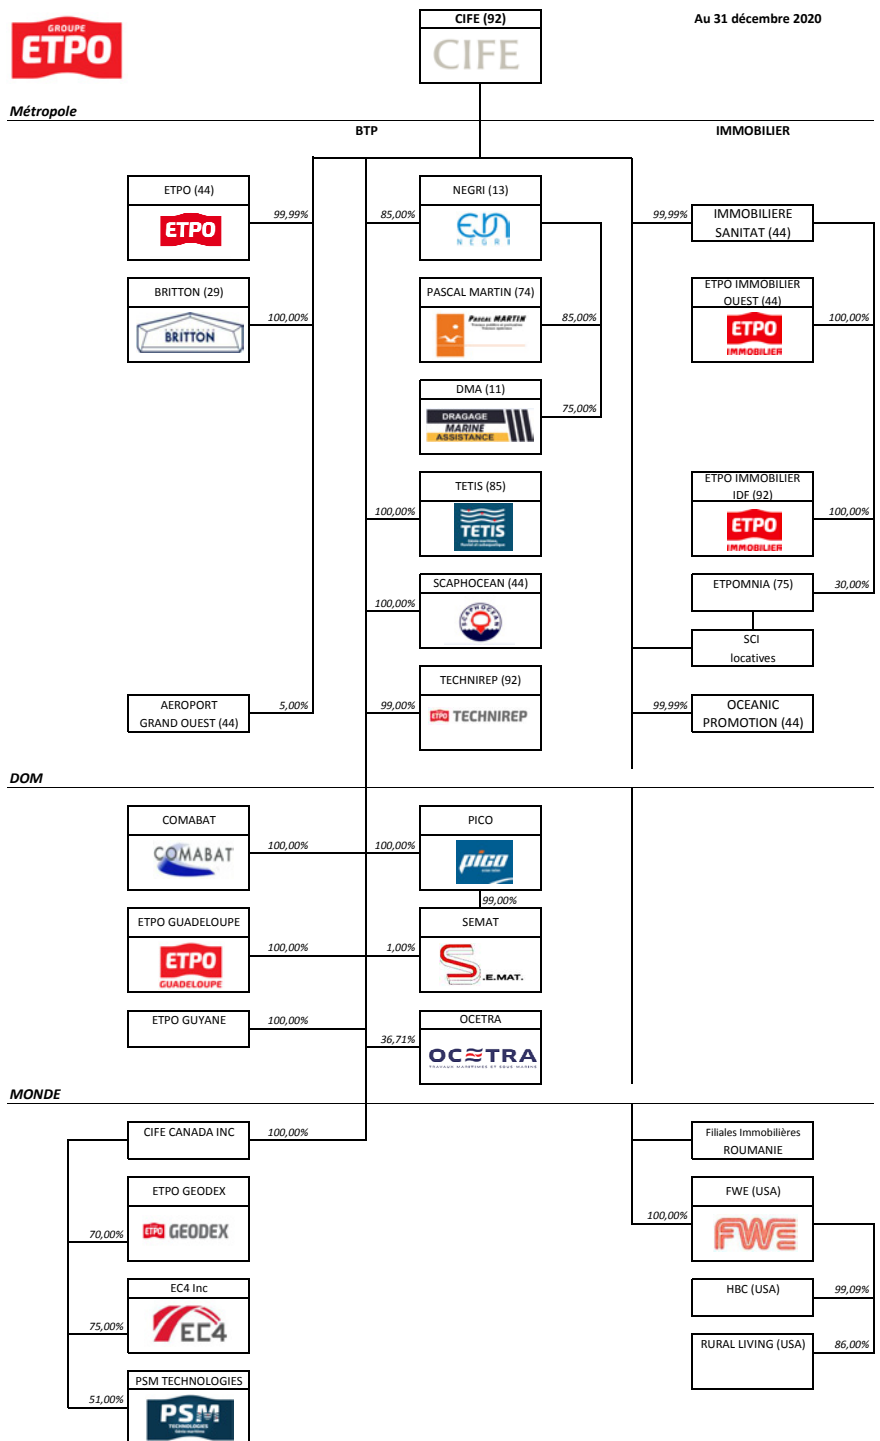 GROUPE
ETPO
CIFE (92)
CIFE
Au 31 décembre 2020
Métropole
BTP
IMMOBILIER
ETPO (44)
99,99%
ETPO
NEGRI (13)
85,00%
NEGRI
99,99%
IMMOBILIERE
SANITAT (44)
BRITTON (29)
100,00%
BRITTON
PASCAL MARTIN (74)
85,00%
PASCAL MARTIN
ETPO IMMOBILIER
OUEST (44)
100,00%
ETPO
IMMOBILIER
DMA (11)
75,00%
DRAGAGE
MARINE
ASSISTANCE
TETIS (85)
100,00%
TETIS
ETPO IMMOBILIER
IDF (92)
100,00%
ETPO
IMMOBILIER
SCAPHOCEAN (44)
100,00%
SCAPHOCEAN
ETPOMNIA (75)
30,00%
SCI
locatives
TECHNIREP (92)
99,00%
ETPO TECHNIREP
AEROPORT
GRAND OUEST (44)
5,00%
99,99%
OCEANIC
PROMOTION (44)
DOM
COMABAT
100,00%
COMABAT
PICO
100,00%
pico
99,00%
ETPO GUADELOUPE
100,00%
ETPO
GUADELOUPE
SEMAT
1,00%
S.E.MAT.
ETPO GUYANE
100,00%
OCETRA
36,71%
OCETRA
TRAVAUX MARITIMES ET SOUS MARINS
MONDE
CIFE CANADA INC
100,00%
Filiales Immobilières
ROUMANIE
ETPO GEODEX
70,00%
ETPO GEODEX
FWE (USA)
100,00%
FWE
EC4 Inc
75,00%
EC4
HBC (USA)
99,09%
RURAL LIVING (USA)
86,00%
PSM TECHNOLOGIES
51,00%
PSM
TECHNOLOGIES
Génie maritime